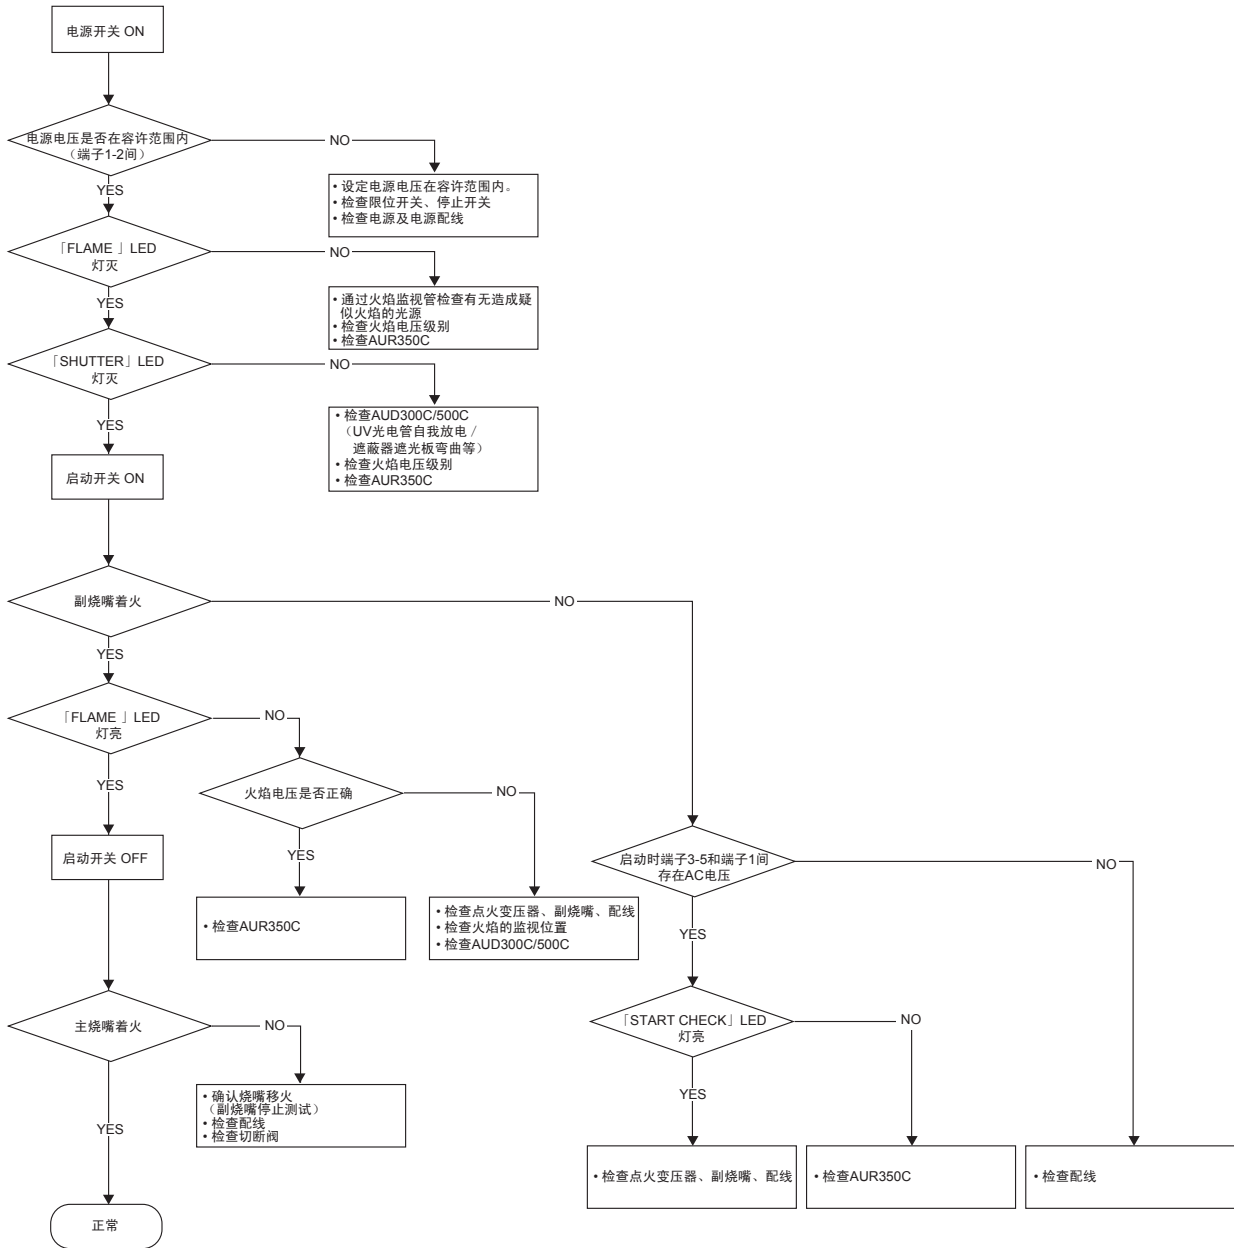 电源开关 ON
电源电压是否在容许范围内
（端子1-2间）
NO
YES
• 设定电源电压在容许范围内。
• 检查限位开关、停止开关
• 检查电源及电源配线
「FLAME 」LED
灯灭
NO
YES
• 通过火焰监视管检查有无造成疑
似火焰的光源
• 检查火焰电压级别
• 检查AUR350C
「SHUTTER」LED
灯灭
NO
YES
• 检查AUD300C/500C
（UV光电管自我放电 /
遮蔽器遮光板弯曲等）
• 检查火焰电压级别
• 检查AUR350C
启动开关 ON
副烧嘴着火
NO
YES
「FLAME 」LED
灯亮
NO
YES
火焰电压是否正确
NO
YES
启动开关 OFF
启动时端子3-5和端子1间
存在AC电压
NO
YES
• 检查AUR350C
• 检查点火变压器、副烧嘴、配线
• 检查火焰的监视位置
• 检查AUD300C/500C
主烧嘴着火
NO
YES
「START CHECK」LED
灯亮
NO
YES
• 确认烧嘴移火
（副烧嘴停止测试）
• 检查配线
• 检查切断阀
• 检查点火变压器、副烧嘴、配线
• 检查AUR350C
• 检查配线
正常